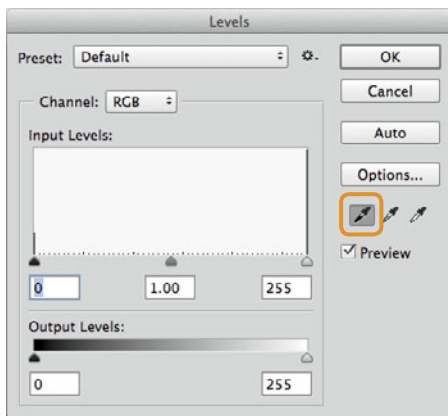 Levels
Preset: Default
OK
Cancel
Channel: RGB
Auto
Input Levels:
Options...
Preview
0 1.00 255
Output Levels:
0 255